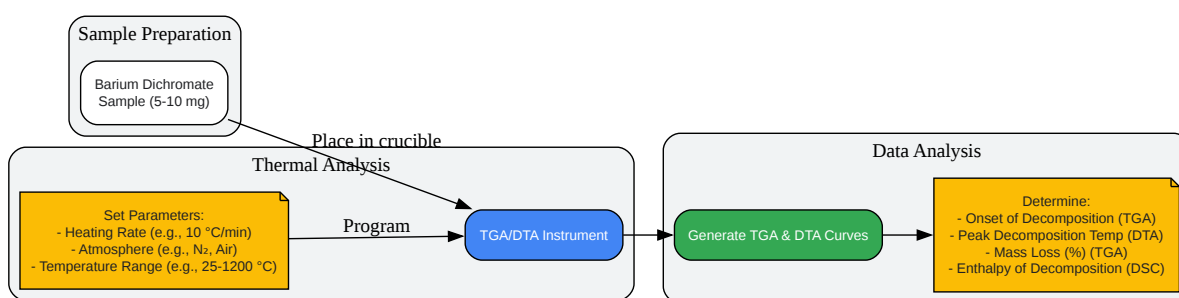 Sample Preparation
Barium Dichromate
Sample (5-10 mg)
Place in crucible
Thermal Analysis
Set Parameters:
- Heating Rate (e.g., 10 °C/min)
- Atmosphere (e.g., N₂, Air)
- Temperature Range (e.g., 25-1200 °C)
Program
TGA/DTA Instrument
Data Analysis
Generate TGA & DTA Curves
Determine:
- Onset of Decomposition (TGA)
- Peak Decomposition Temp (DTA)
- Mass Loss (%) (TGA)
- Enthalpy of Decomposition (DSC)